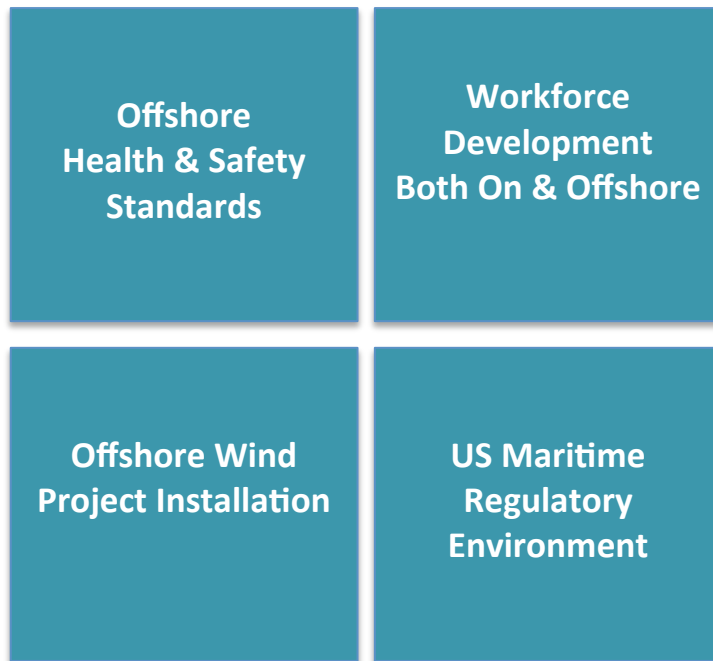 Offshore
Health & Safety
Standards
Workforce
Development
Both On & Offshore
Offshore Wind
Project Installation
US Maritime
Regulatory
Environment